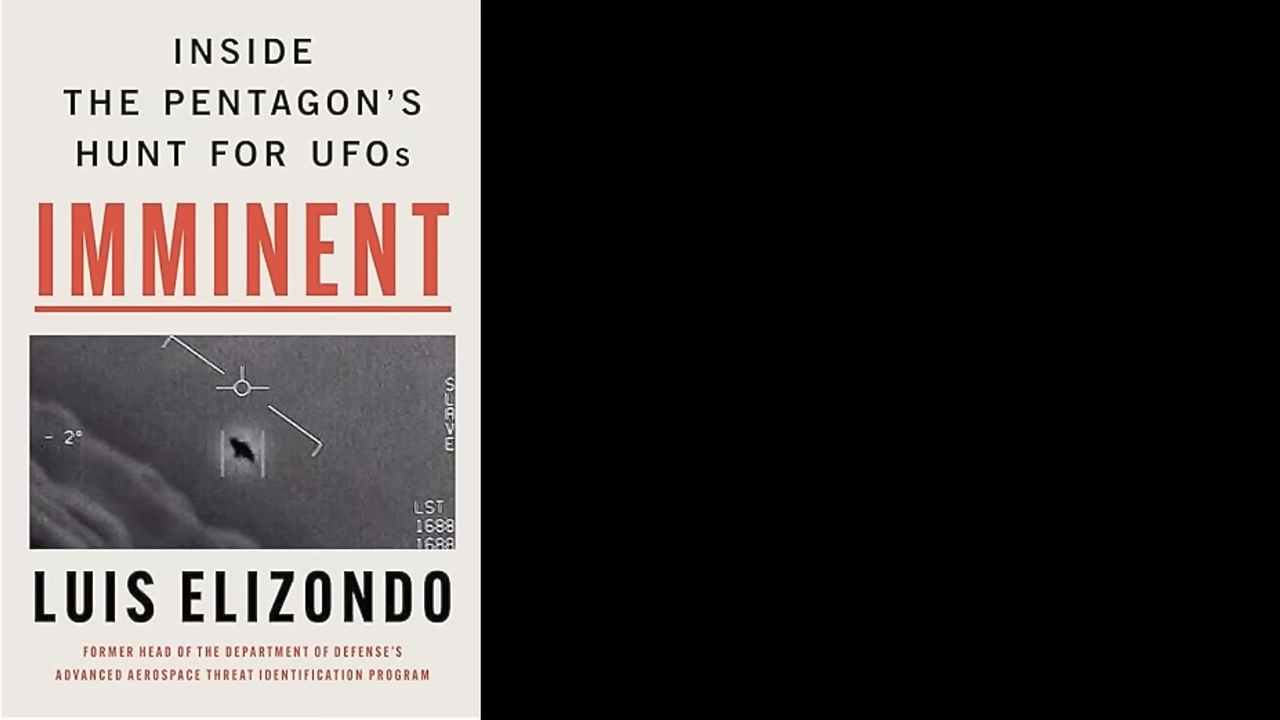 INSIDE
THE PENTAGON'S
HUNT FOR UFOs
IMMINENT
- 2°
SLAVE
LST
1688
1688
LUIS ELIZONDO
FORMER HEAD OF THE DEPARTMENT OF DEFENSE'S
ADVANCED AEROSPACE THREAT IDENTIFICATION PROGRAM